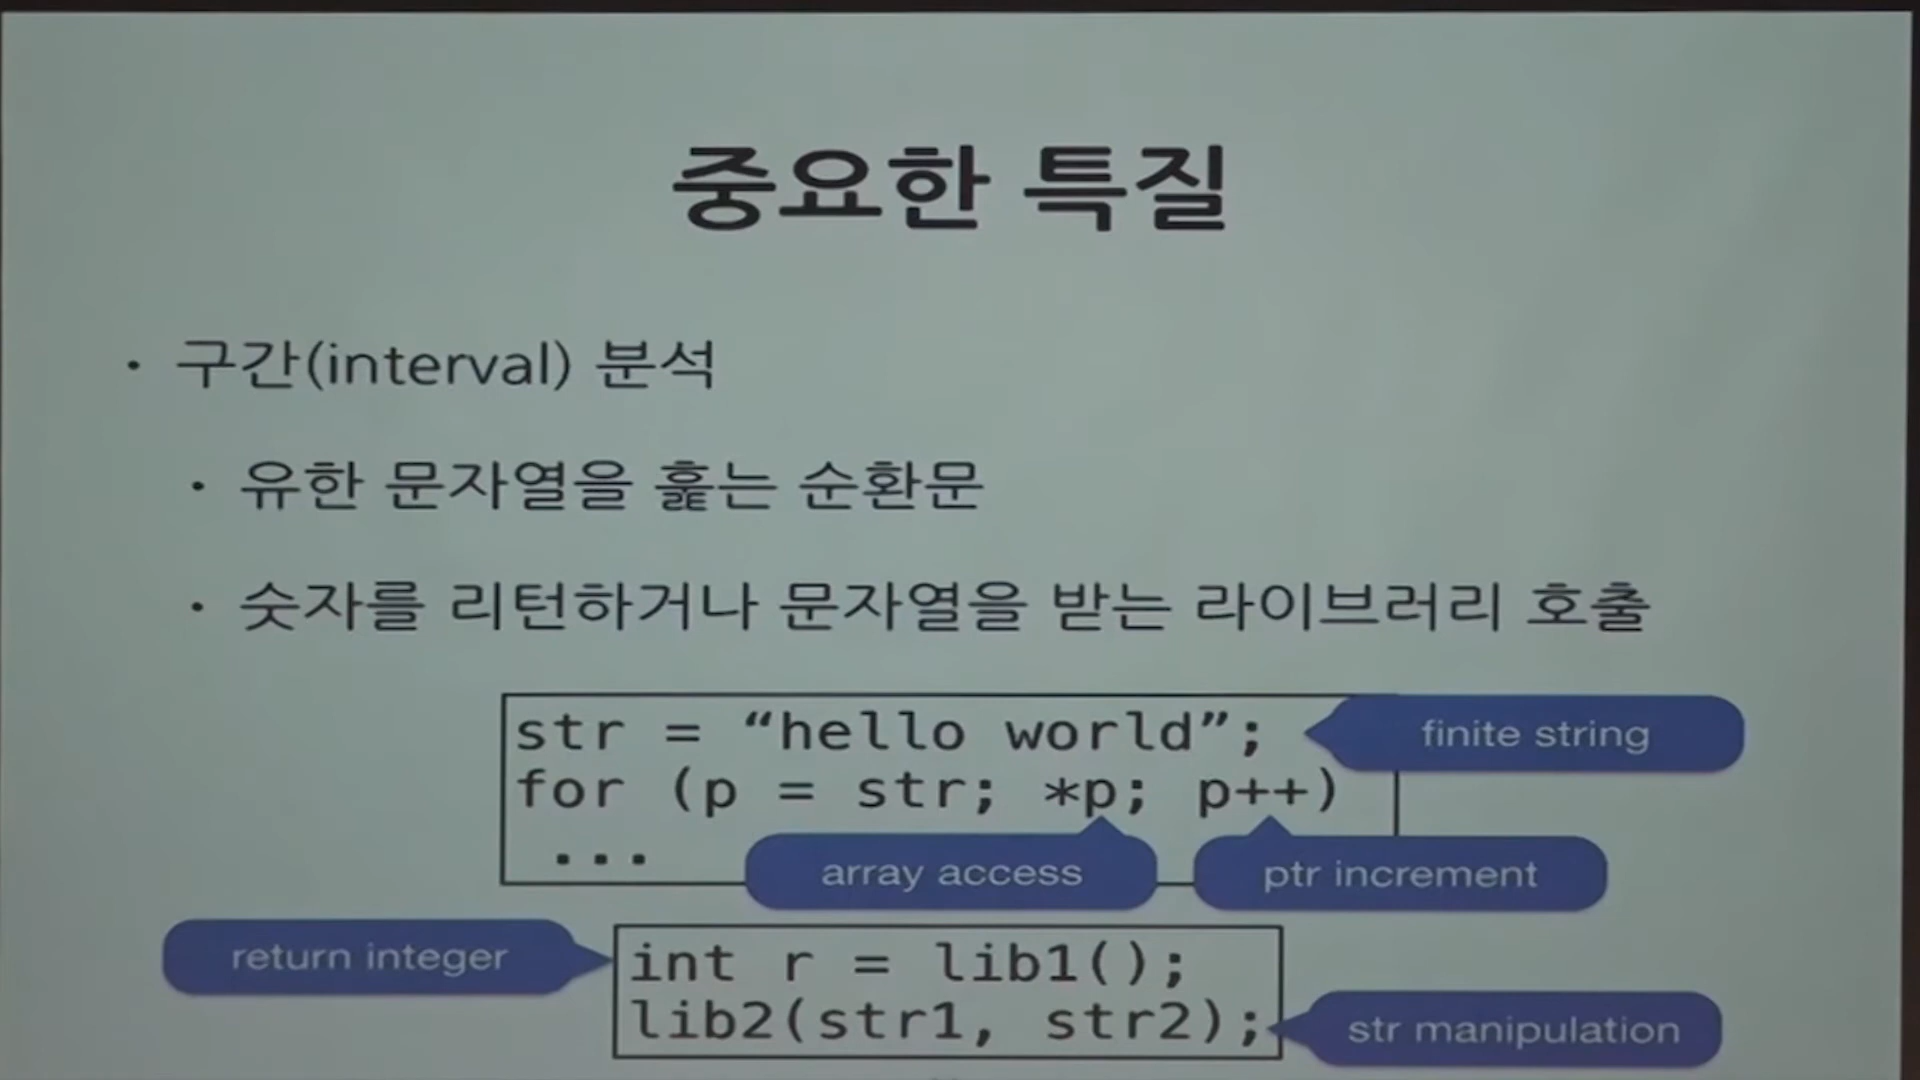 중요한 특질
· 구간(interval) 분석
· 유한 문자열을 훑는 순환문
· 숫자를 리턴하거나 문자열을 받는 라이브러리 호출
str = “hello world”;
finite string
for (p = str; *p; p++)
...
array access
ptr increment
return integer
int r = lib1();
lib2(str1, str2);
str manipulation